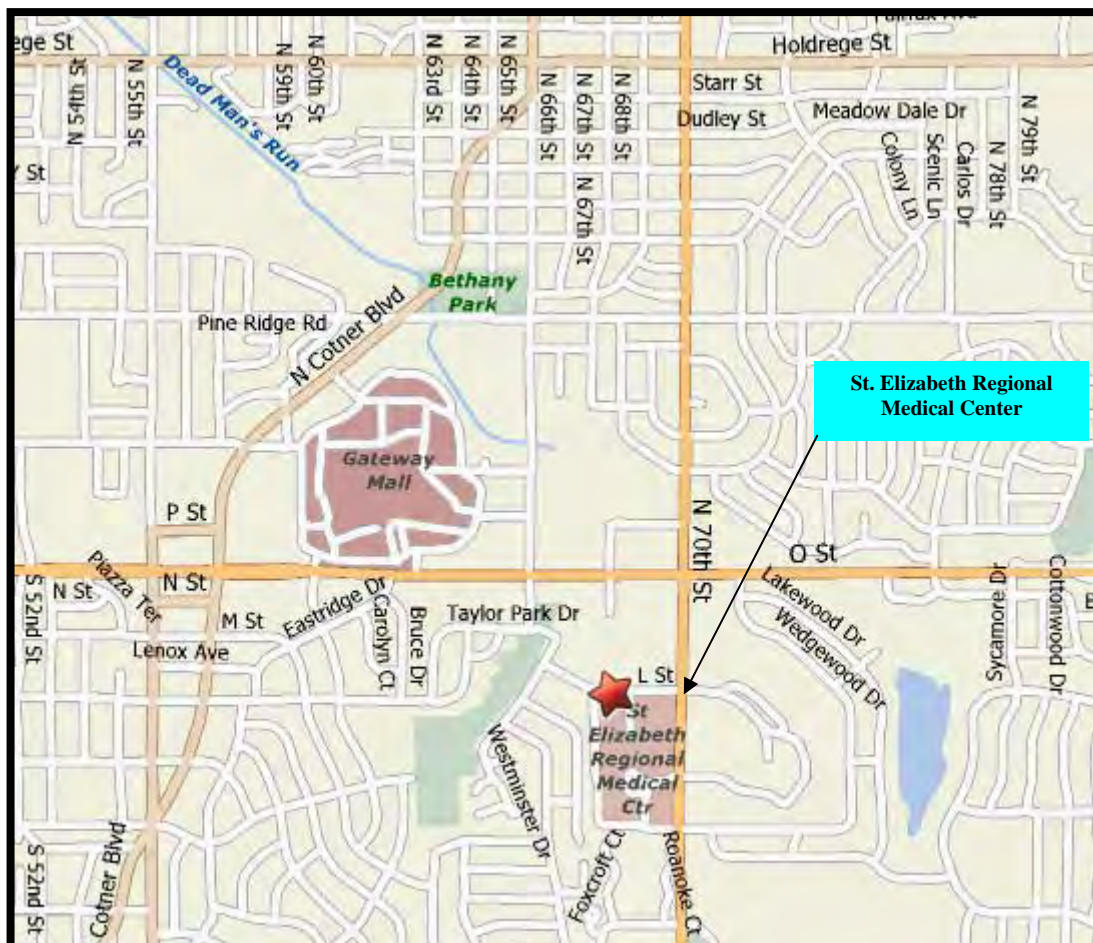 ege St
Holdrege St
N 54th St
N 55th St
N 59th St
N 60th St
N 63rd St
N 64th St
N 65th St
N 66th St
N 67th St
N 68th St
Starr St
Dudley St
Meadow Dale Dr
Colony Ln
Scenic Ln
Carlos Dr
N 78th St
N 79th St
Dead Man's Run
N 67th St
Bethany
Park
Pine Ridge Rd
N Cotner Blvd
St. Elizabeth Regional
Medical Center
Gateway
Mall
P St
N 70th St
O St
Piazza Ter
N St
N St
S 52nd St
M St
Lenox Ave
Eastridge Dr
Carolyn Ct
Bruce Dr
Taylor Park Dr
Lakewood Dr
Wedgewood Dr
Sycamore Dr
Cottonwood Dr
L St
St
Elizabeth
Regional
Medical
Ctr
Westminster Dr
Foxcroft Ct
Roanoke Ct
S 52nd St
Cotner Blvd